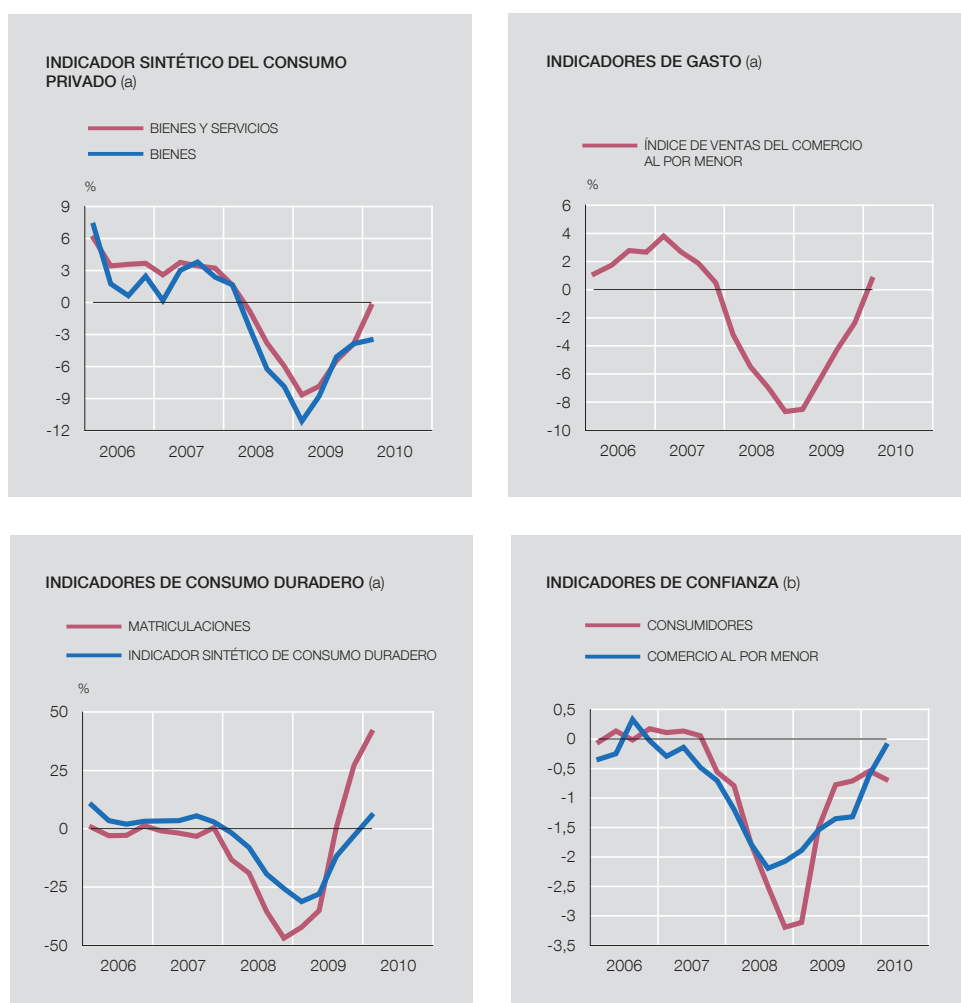 INDICADOR SINTÉTICO DEL CONSUMO
PRIVADO (a)
BIENES Y SERVICIOS
BIENES
%
9
6
3
0
-3
-6
-9
-12
2006 2007 2008 2009 2010
INDICADORES DE GASTO (a)
ÍNDICE DE VENTAS DEL COMERCIO
AL POR MENOR
%
6
4
2
0
-2
-4
-6
-8
-10
2006 2007 2008 2009 2010
INDICADORES DE CONSUMO DURADERO (a)
MATRICULACIONES
INDICADOR SINTÉTICO DE CONSUMO DURADERO
%
50
25
0
-25
-50
2006 2007 2008 2009 2010
INDICADORES DE CONFIANZA (b)
CONSUMIDORES
COMERCIO AL POR MENOR
0,5
0
-0,5
-1
-1,5
-2
-2,5
-3
-3,5
2006 2007 2008 2009 2010